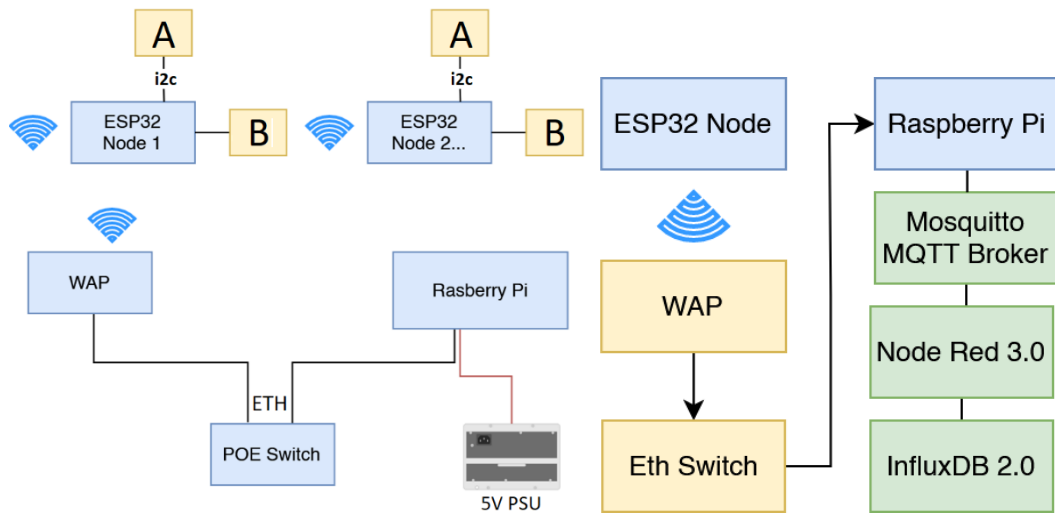 A
i2c
ESP32
Node 1
B
A
i2c
ESP32
Node 2...
B
WAP
Rasberry Pi
ETH
POE Switch
5V PSU
ESP32 Node
WAP
Eth Switch
Raspberry Pi
Mosquitto
MQTT Broker
Node Red 3.0
InfluxDB 2.0